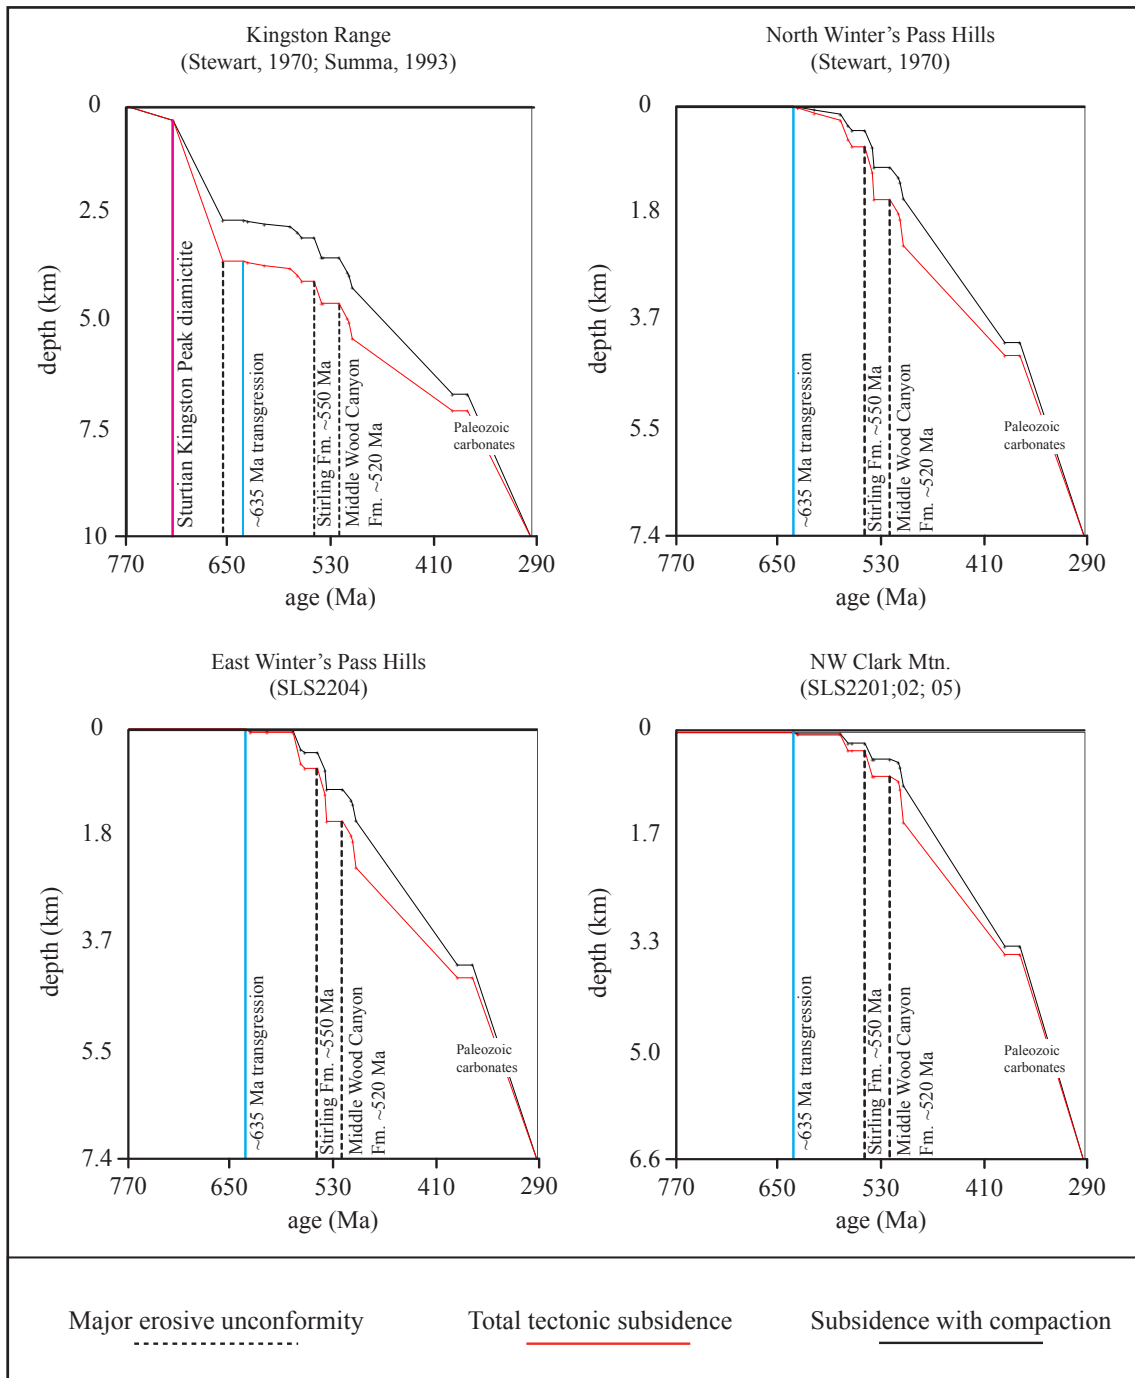 Kingston Range
(Stewart, 1970; Summa, 1993)
0
2.5
5.0
7.5
10
depth (km)
770
650
530
410
290
age (Ma)
Sturtian Kingston Peak diamictite
~635 Ma transgression
Stirling Fm. ~550 Ma
Middle Wood Canyon
Fm. ~520 Ma
Paleozoic
carbonates
North Winter’s Pass Hills
(Stewart, 1970)
0
1.8
3.7
5.5
7.4
depth (km)
770
650
530
410
290
age (Ma)
~635 Ma transgression
Stirling Fm. ~550 Ma
Middle Wood Canyon
Fm. ~520 Ma
Paleozoic
carbonates
East Winter’s Pass Hills
(SLS2204)
0
1.8
3.7
5.5
7.4
depth (km)
770
650
530
410
290
age (Ma)
~635 Ma transgression
Stirling Fm. ~550 Ma
Middle Wood Canyon
Fm. ~520 Ma
Paleozoic
carbonates
NW Clark Mtn.
(SLS2201;02; 05)
0
1.7
3.3
5.0
6.6
depth (km)
770
650
530
410
290
age (Ma)
~635 Ma transgression
Stirling Fm. ~550 Ma
Middle Wood Canyon
Fm. ~520 Ma
Paleozoic
carbonates
Major erosive unconformity
Total tectonic subsidence
Subsidence with compaction